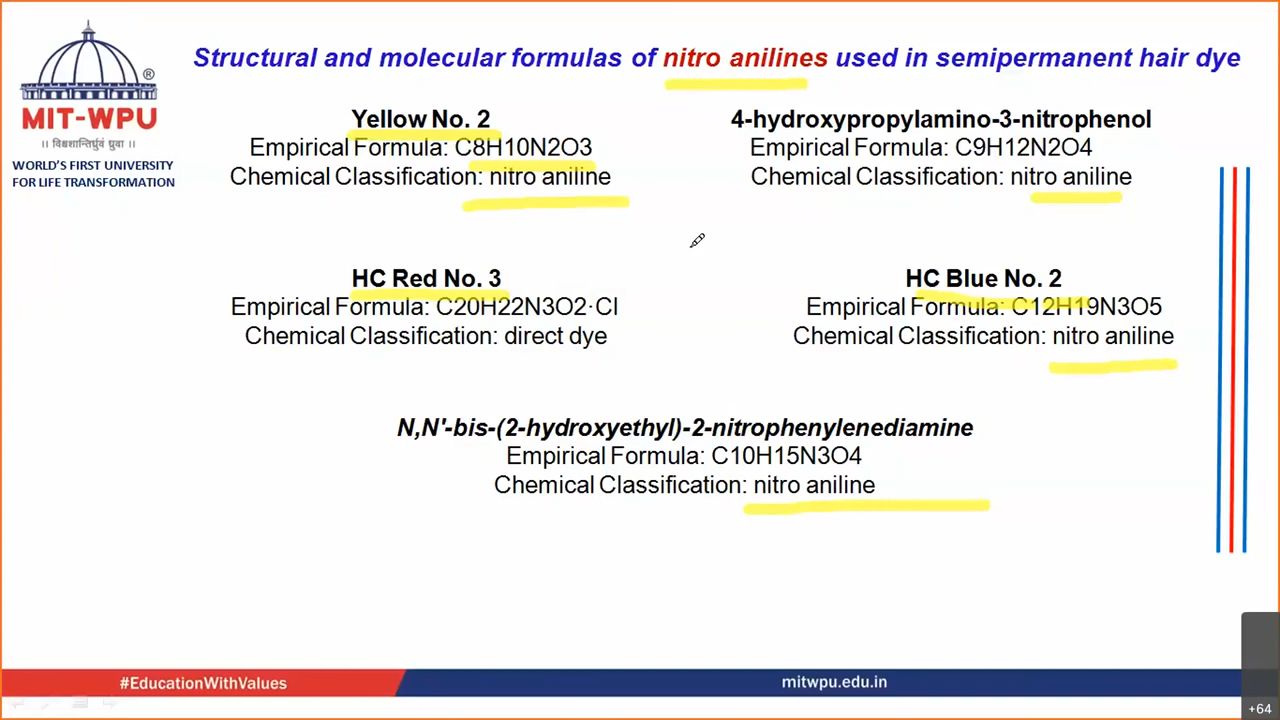 Structural and molecular formulas of nitro anilines used in semipermanent hair dye
®
MIT-WPU
॥ विश्वशान्तिर्ध्रुवं ध्रुवा ॥
WORLD'S FIRST UNIVERSITY
FOR LIFE TRANSFORMATION
Yellow No. 2
Empirical Formula: C8H10N2O3
Chemical Classification: nitro aniline
4-hydroxypropylamino-3-nitrophenol
Empirical Formula: C9H12N2O4
Chemical Classification: nitro aniline
HC Red No. 3
Empirical Formula: C20H22N3O2·Cl
Chemical Classification: direct dye
HC Blue No. 2
Empirical Formula: C12H19N3O5
Chemical Classification: nitro aniline
N,N'-bis-(2-hydroxyethyl)-2-nitrophenylenediamine
Empirical Formula: C10H15N3O4
Chemical Classification: nitro aniline
#EducationWithValues
mitwpu.edu.in
+64